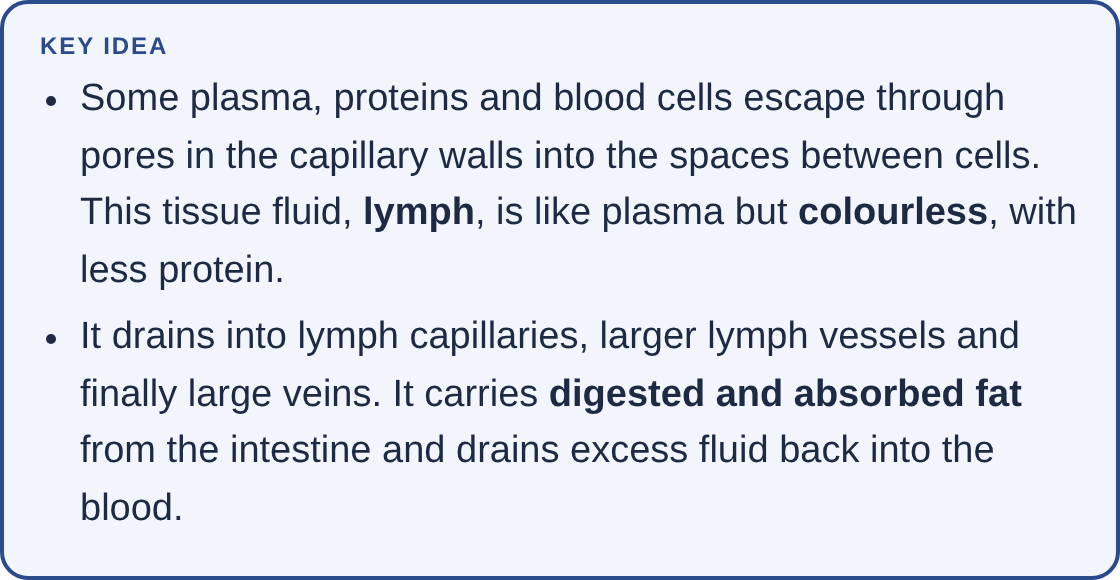 KEY IDEA
• Some plasma, proteins and blood cells escape through
pores in the capillary walls into the spaces between cells.
This tissue fluid, lymph, is like plasma but colourless, with
less protein.
• It drains into lymph capillaries, larger lymph vessels and
finally large veins. It carries digested and absorbed fat
from the intestine and drains excess fluid back into the
blood.